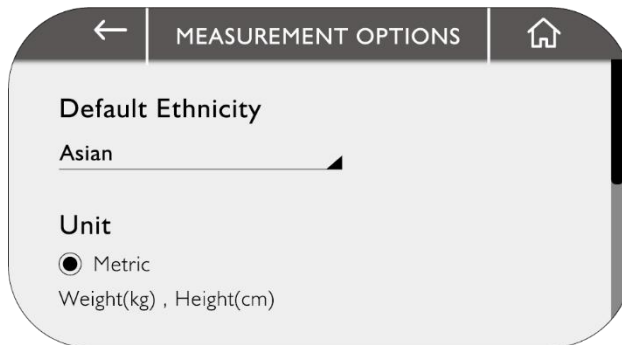 MEASUREMENT OPTIONS
Default Ethnicity
Asian
Unit
Metric
Weight(kg) , Height(cm)